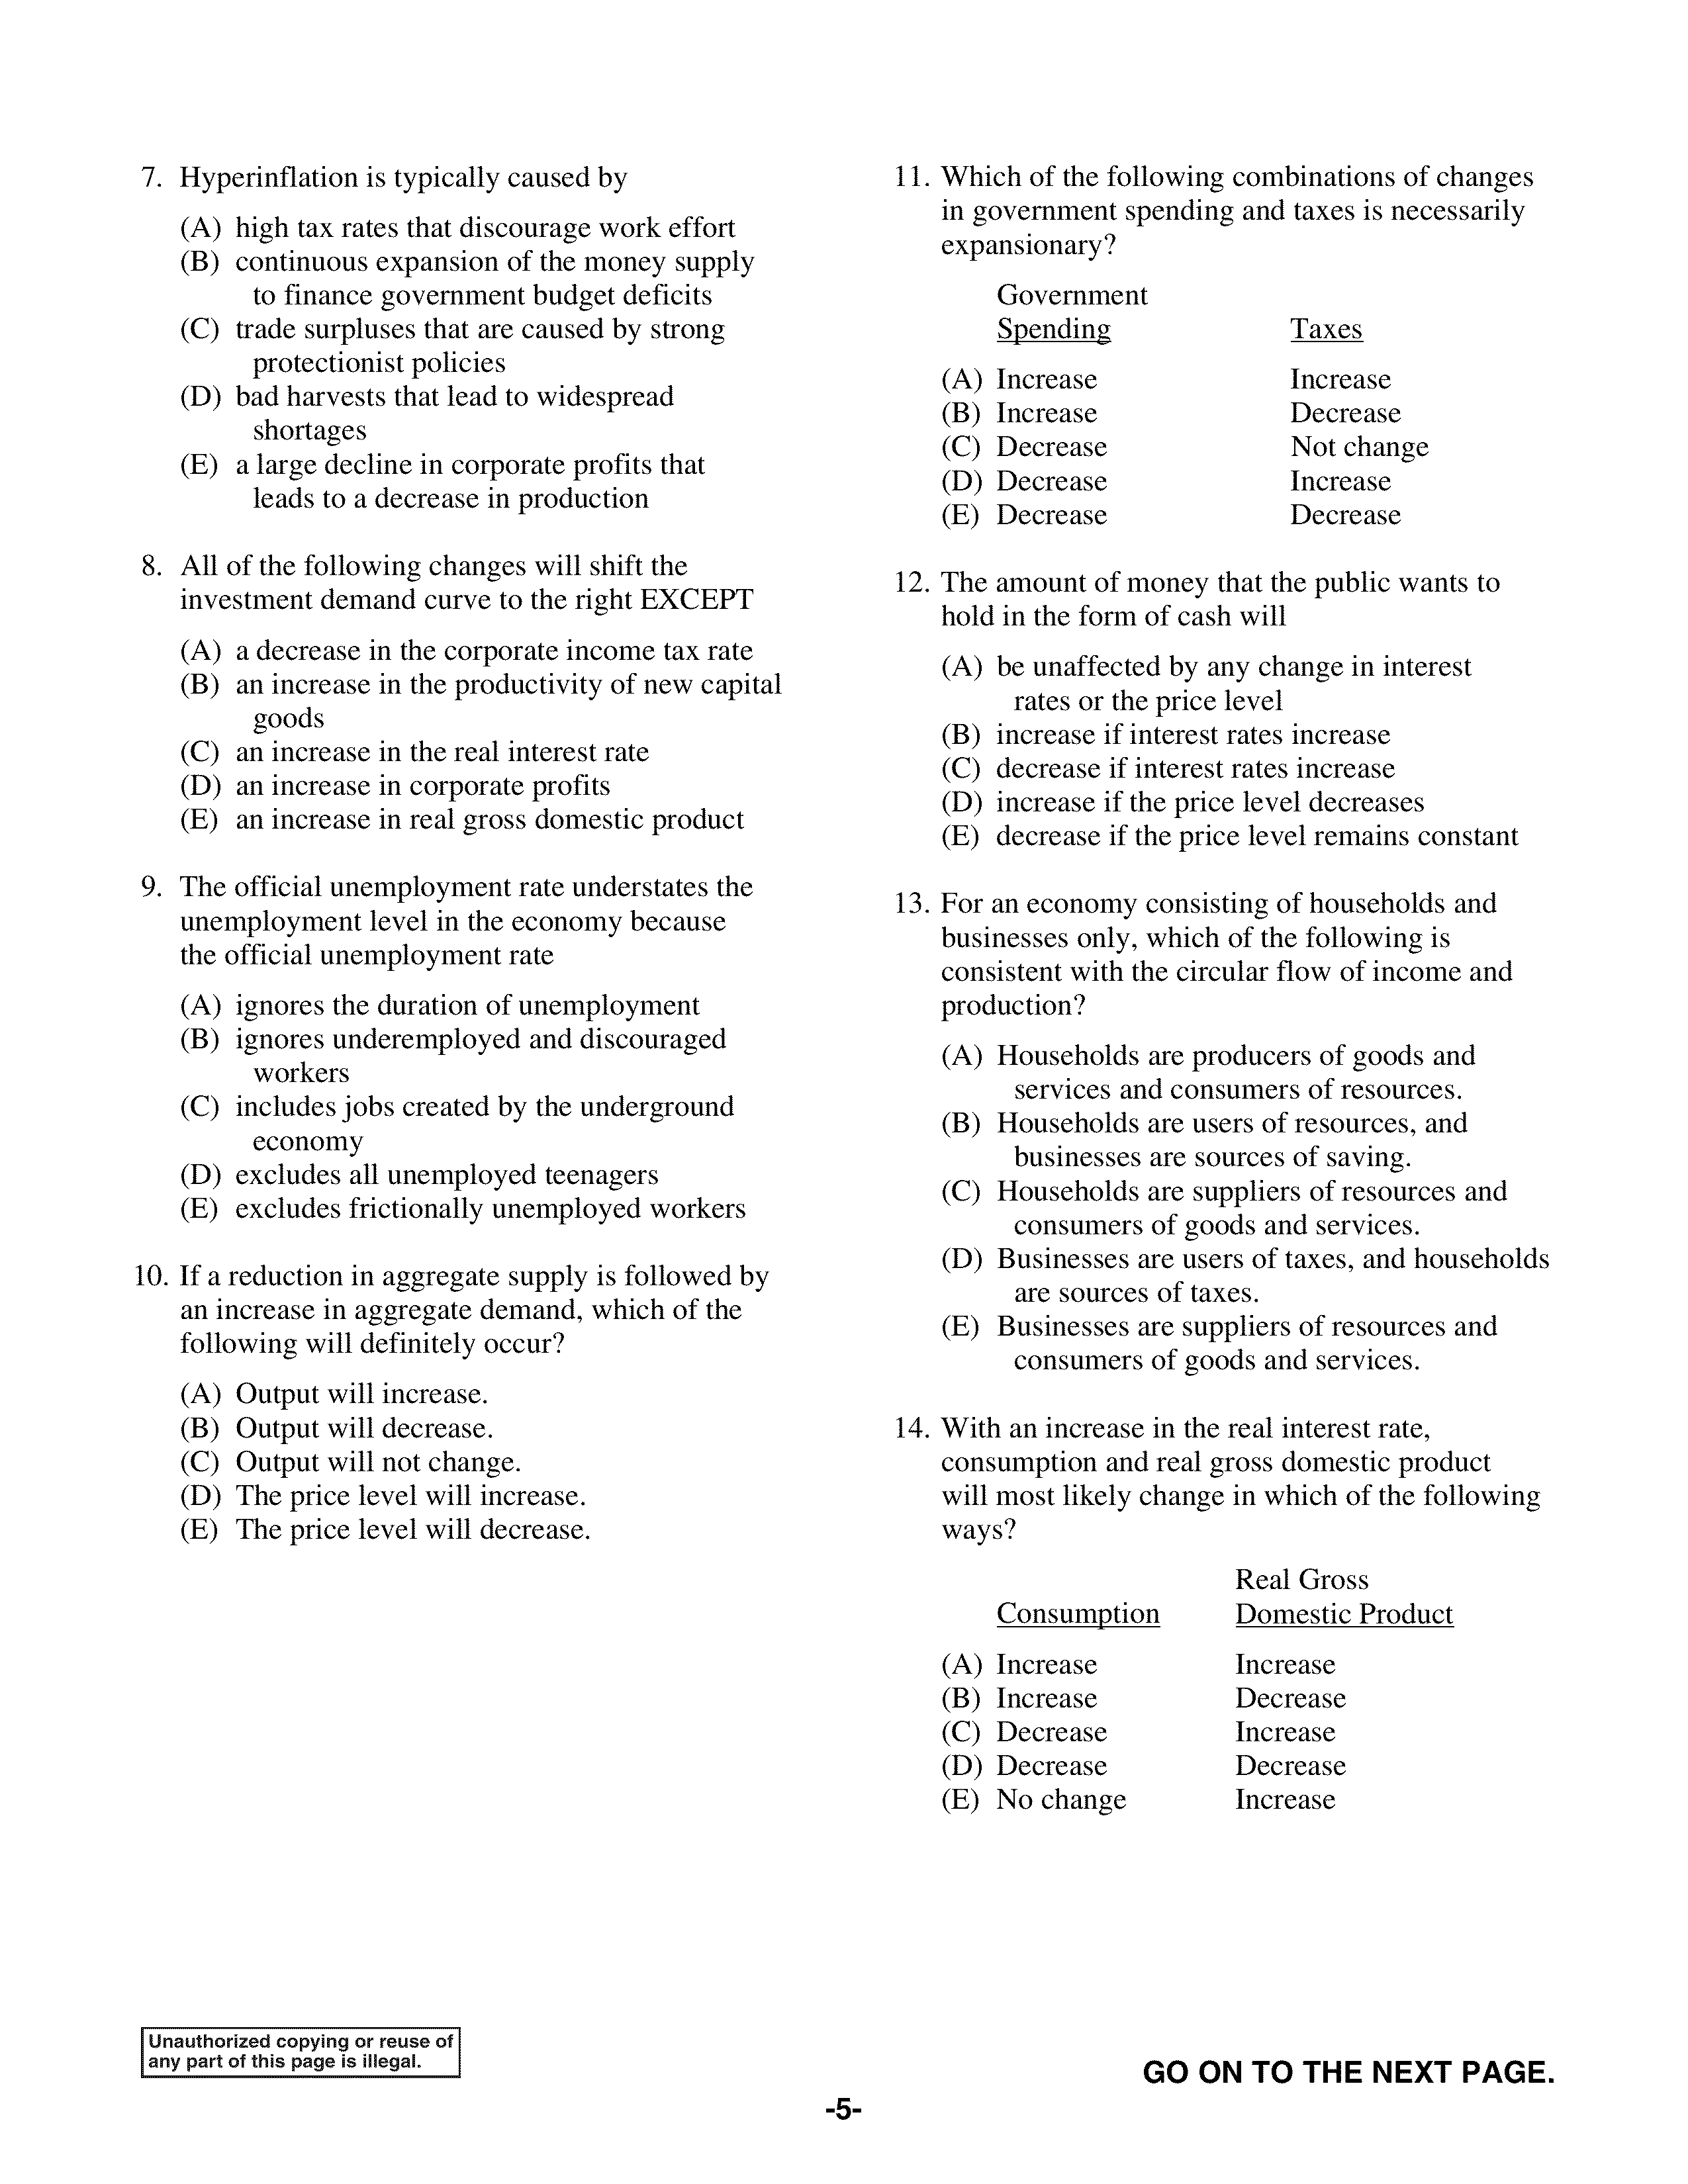 7. Hyperinflation is typically caused by
(A) high tax rates that discourage work effort
(B) continuous expansion of the money supply
to finance government budget deficits
(C) trade surpluses that are caused by strong
protectionist policies
(D) bad harvests that lead to widespread
shortages
(E) a large decline in corporate profits that
leads to a decrease in production
8. All of the following changes will shift the
investment demand curve to the right EXCEPT
(A) a decrease in the corporate income tax rate
(B) an increase in the productivity of new capital
goods
(C) an increase in the real interest rate
(D) an increase in corporate profits
(E) an increase in real gross domestic product
9. The official unemployment rate understates the
unemployment level in the economy because
the official unemployment rate
(A) ignores the duration of unemployment
(B) ignores underemployed and discouraged
workers
(C) includes jobs created by the underground
economy
(D) excludes all unemployed teenagers
(E) excludes frictionally unemployed workers
10. If a reduction in aggregate supply is followed by
an increase in aggregate demand, which of the
following will definitely occur?
(A) Output will increase.
(B) Output will decrease.
(C) Output will not change.
(D) The price level will increase.
(E) The price level will decrease.
11. Which of the following combinations of changes
in government spending and taxes is necessarily
expansionary?
Government
Spending Taxes
(A) Increase Increase
(B) Increase Decrease
(C) Decrease Not change
(D) Decrease Increase
(E) Decrease Decrease
12. The amount of money that the public wants to
hold in the form of cash will
(A) be unaffected by any change in interest
rates or the price level
(B) increase if interest rates increase
(C) decrease if interest rates increase
(D) increase if the price level decreases
(E) decrease if the price level remains constant
13. For an economy consisting of households and
businesses only, which of the following is
consistent with the circular flow of income and
production?
(A) Households are producers of goods and
services and consumers of resources.
(B) Households are users of resources, and
businesses are sources of saving.
(C) Households are suppliers of resources and
consumers of goods and services.
(D) Businesses are users of taxes, and households
are sources of taxes.
(E) Businesses are suppliers of resources and
consumers of goods and services.
14. With an increase in the real interest rate,
consumption and real gross domestic product
will most likely change in which of the following
ways?
Real Gross
Consumption Domestic Product
(A) Increase Increase
(B) Increase Decrease
(C) Decrease Increase
(D) Decrease Decrease
(E) No change Increase
Unauthorized copying or reuse of
any part of this page is illegal.
GO ON TO THE NEXT PAGE.
-5-